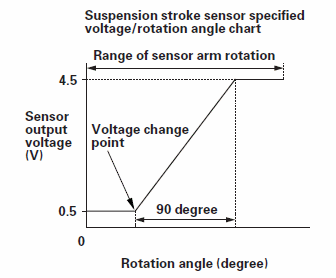 Suspension stroke sensor specified
voltage/rotation angle chart
Range of sensor arm rotation
4.5
Sensor
output
voltage
(V)
Voltage change
point
0.5
90 degree
0
Rotation angle (degree)